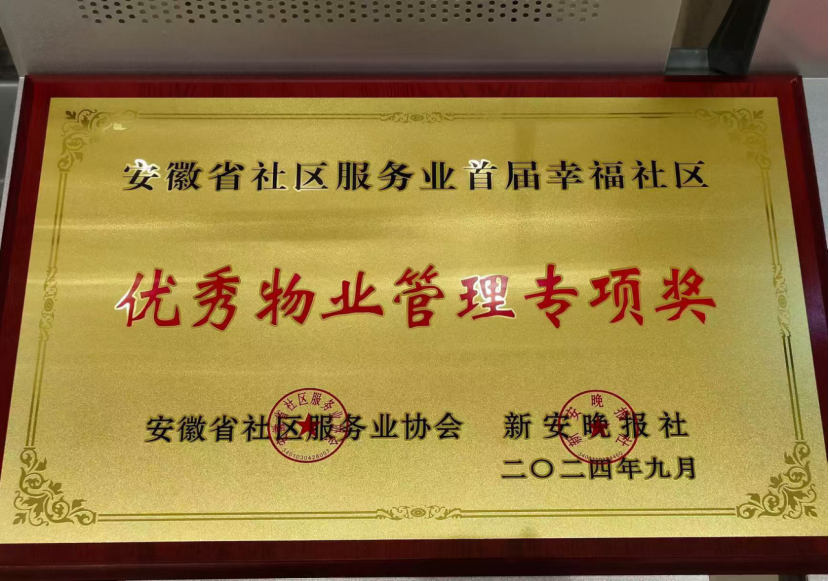 安徽省社区服务业首届幸福社区
优秀物业管理专项奖
安徽省社区服务业协会
新安晚报社
二〇二四年九月